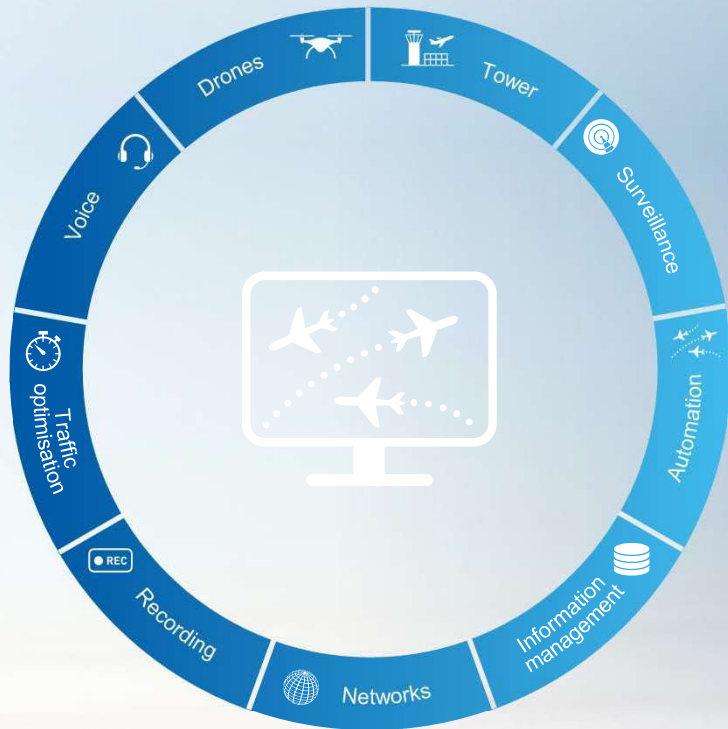 Drones
Tower
Surveillance
Automation
Information
management
Networks
REC
Recording
Traffic
optimisation
Voice